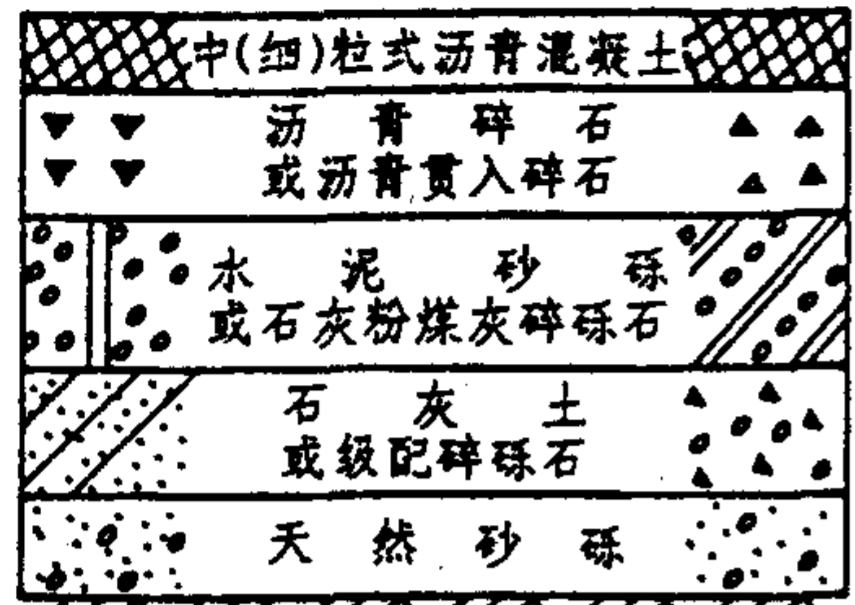 中(细)粒式沥青混凝土
沥青碎石
或沥青贯入碎石
水泥砂砾
或石灰粉煤灰碎砾石
石灰土
或级配碎砾石
天然砂砾